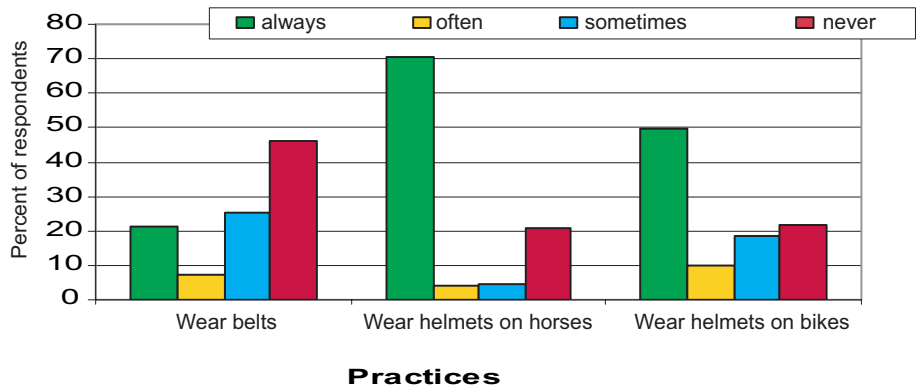 always often sometimes never
80
70
60
50
40
30
20
10
0
Percent of respondents
Wear belts Wear helmets on horses Wear helmets on bikes
Practices